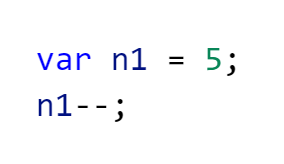 var n1 = 5;
n1--;